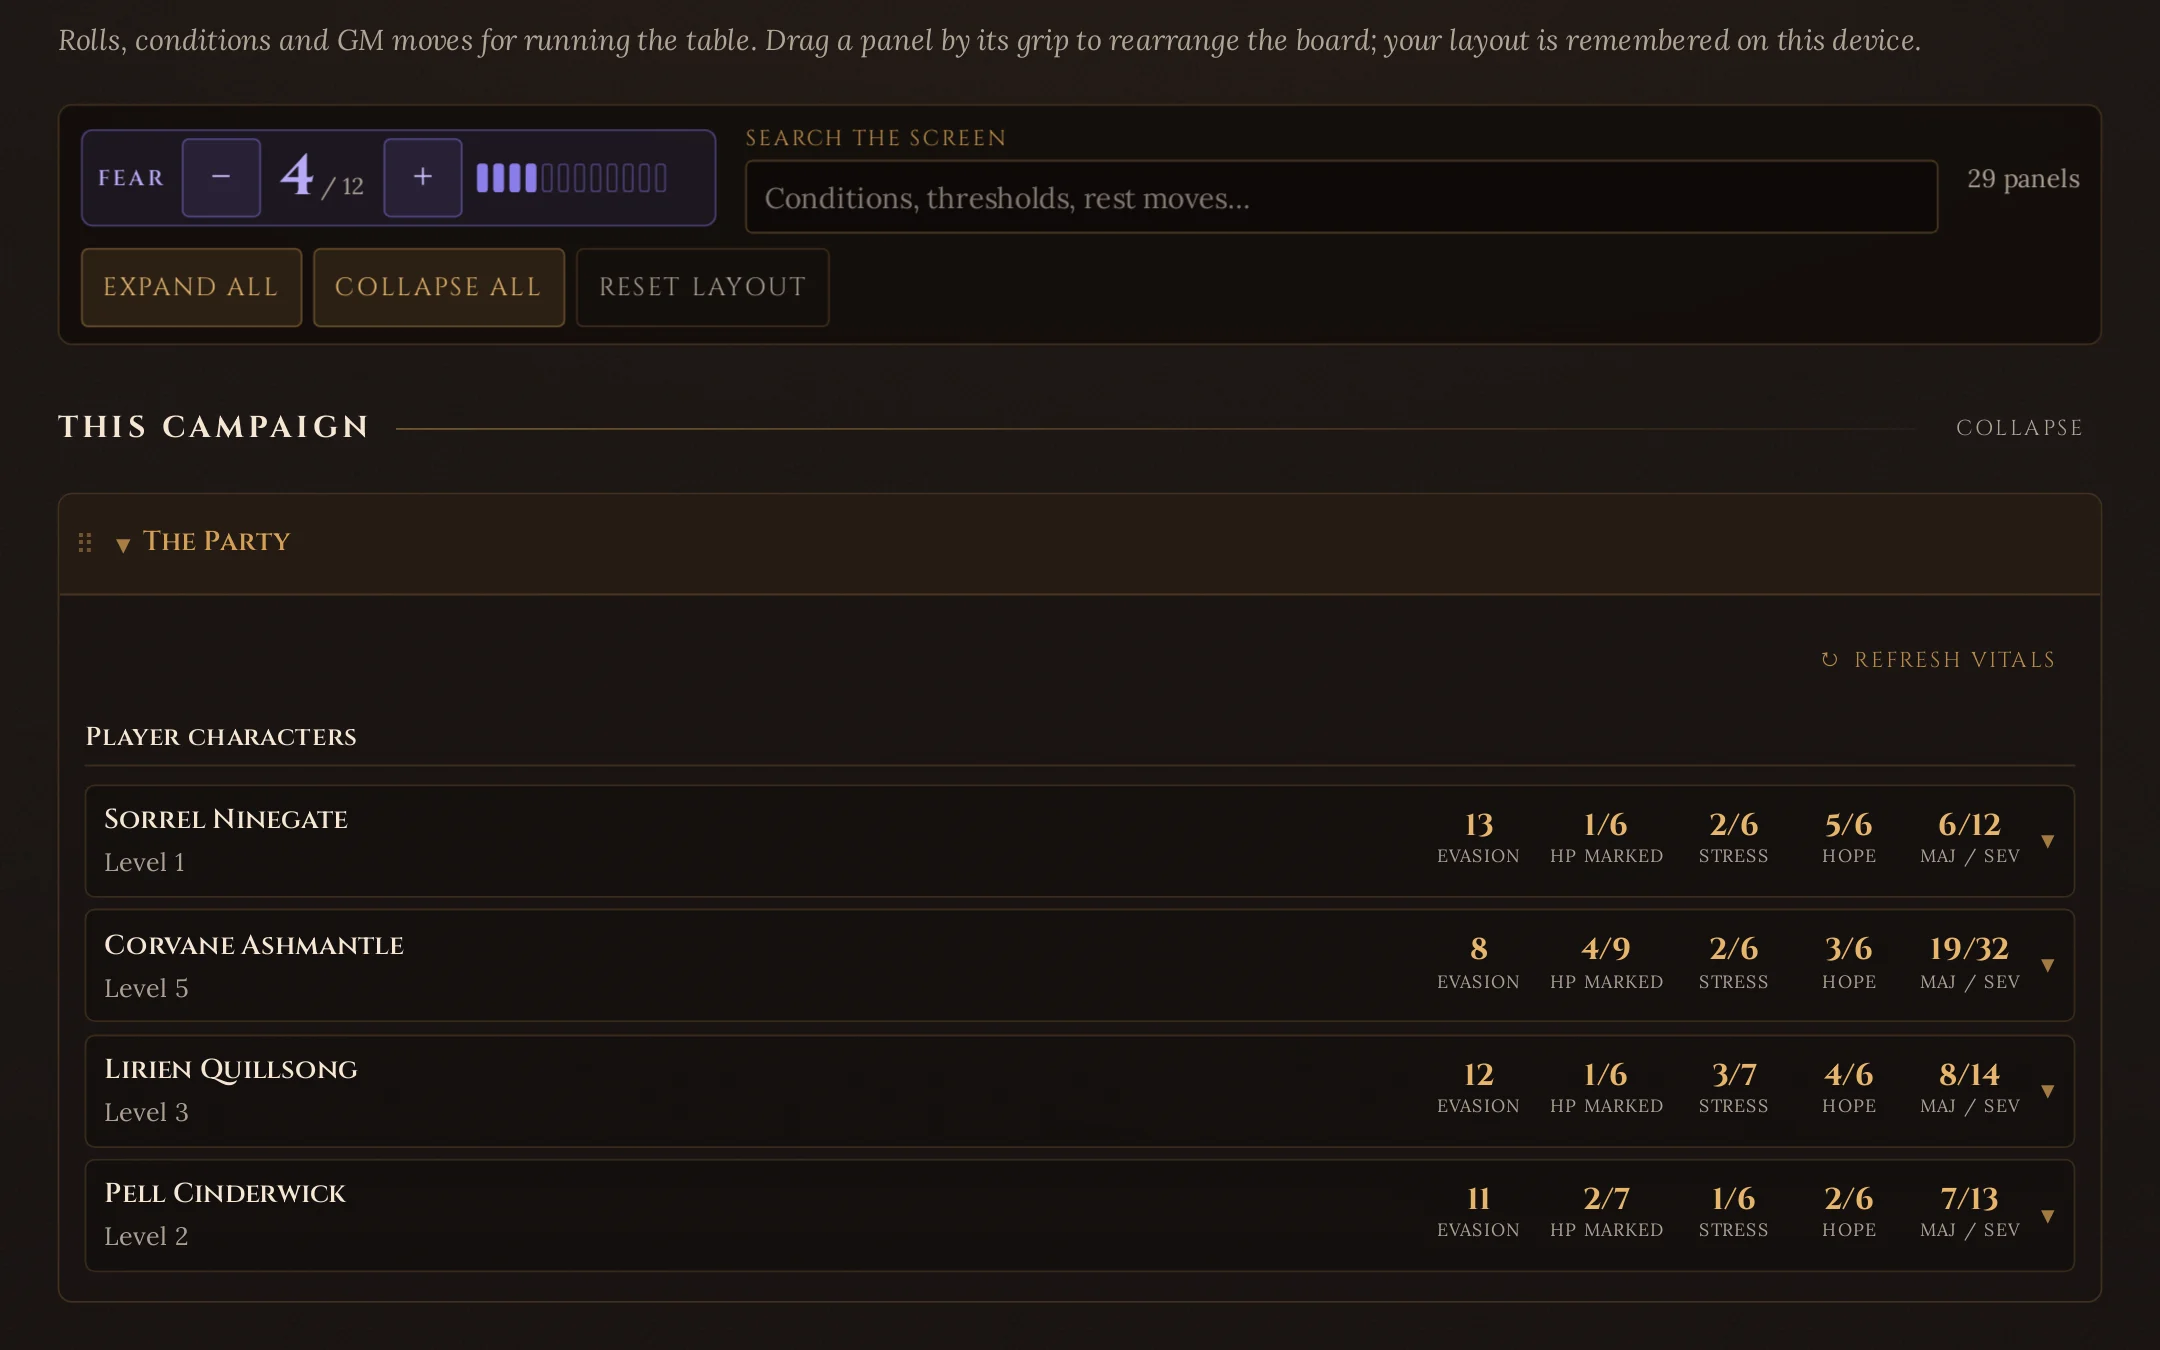 Rolls, conditions and GM moves for running the table. Drag a panel by its grip to rearrange the board; your layout is remembered on this device.
FEAR − 4 / 12 +
SEARCH THE SCREEN
Conditions, thresholds, rest moves...
29 panels
EXPAND ALL COLLAPSE ALL RESET LAYOUT
THIS CAMPAIGN COLLAPSE
▼ THE PARTY
↻ REFRESH VITALS
PLAYER CHARACTERS
SORREL NINEGATE
Level 1
13 1/6 2/6 5/6 6/12 ▼
EVASION HP MARKED STRESS HOPE MAJ / SEV
CORVANE ASHMANTLE
Level 5
8 4/9 2/6 3/6 19/32 ▼
EVASION HP MARKED STRESS HOPE MAJ / SEV
LIRIEN QUILLSONG
Level 3
12 1/6 3/7 4/6 8/14 ▼
EVASION HP MARKED STRESS HOPE MAJ / SEV
PELL CINDERWICK
Level 2
11 2/7 1/6 2/6 7/13 ▼
EVASION HP MARKED STRESS HOPE MAJ / SEV